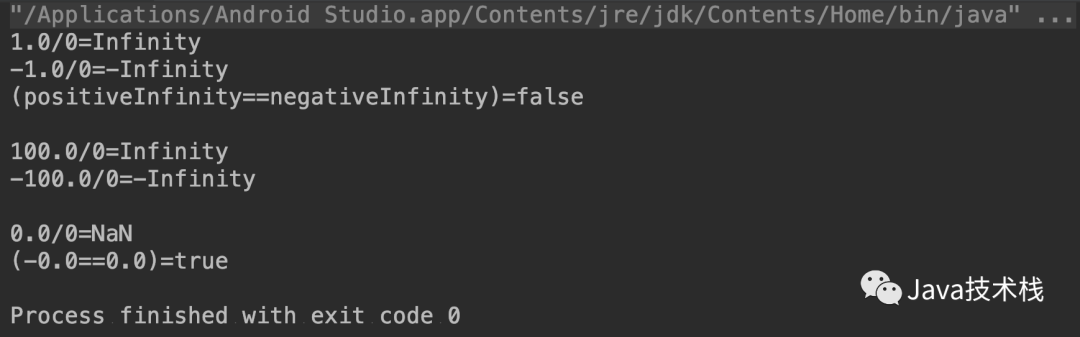 "/Applications/Android Studio.app/Contents/jre/jdk/Contents/Home/bin/java" ...
1.0/0=Infinity
-1.0/0=-Infinity
(positiveInfinity==negativeInfinity)=false
100.0/0=Infinity
-100.0/0=-Infinity
0.0/0=NaN
(-0.0==0.0)=true
Java技术栈
Process finished with exit code 0